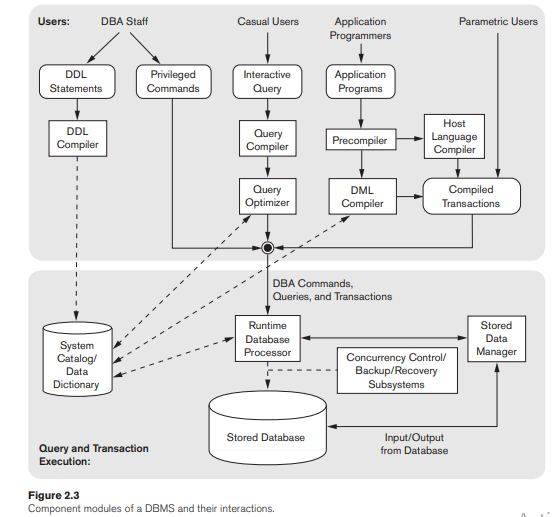 Users:
DBA Staff
Casual Users
Application
Programmers
Parametric Users
DDL
Statements
Privileged
Commands
Interactive
Query
Application
Programs
DDL
Compiler
Query
Compiler
Precompiler
Host
Language
Compiler
Query
Optimizer
DML
Compiler
Compiled
Transactions
DBA Commands,
Queries, and Transactions
System
Catalog/
Data
Dictionary
Runtime
Database
Processor
Stored
Data
Manager
Concurrency Control/
Backup/Recovery
Subsystems
Stored Database
Input/Output
from Database
Query and Transaction
Execution:
Figure 2.3
Component modules of a DBMS and their interactions.